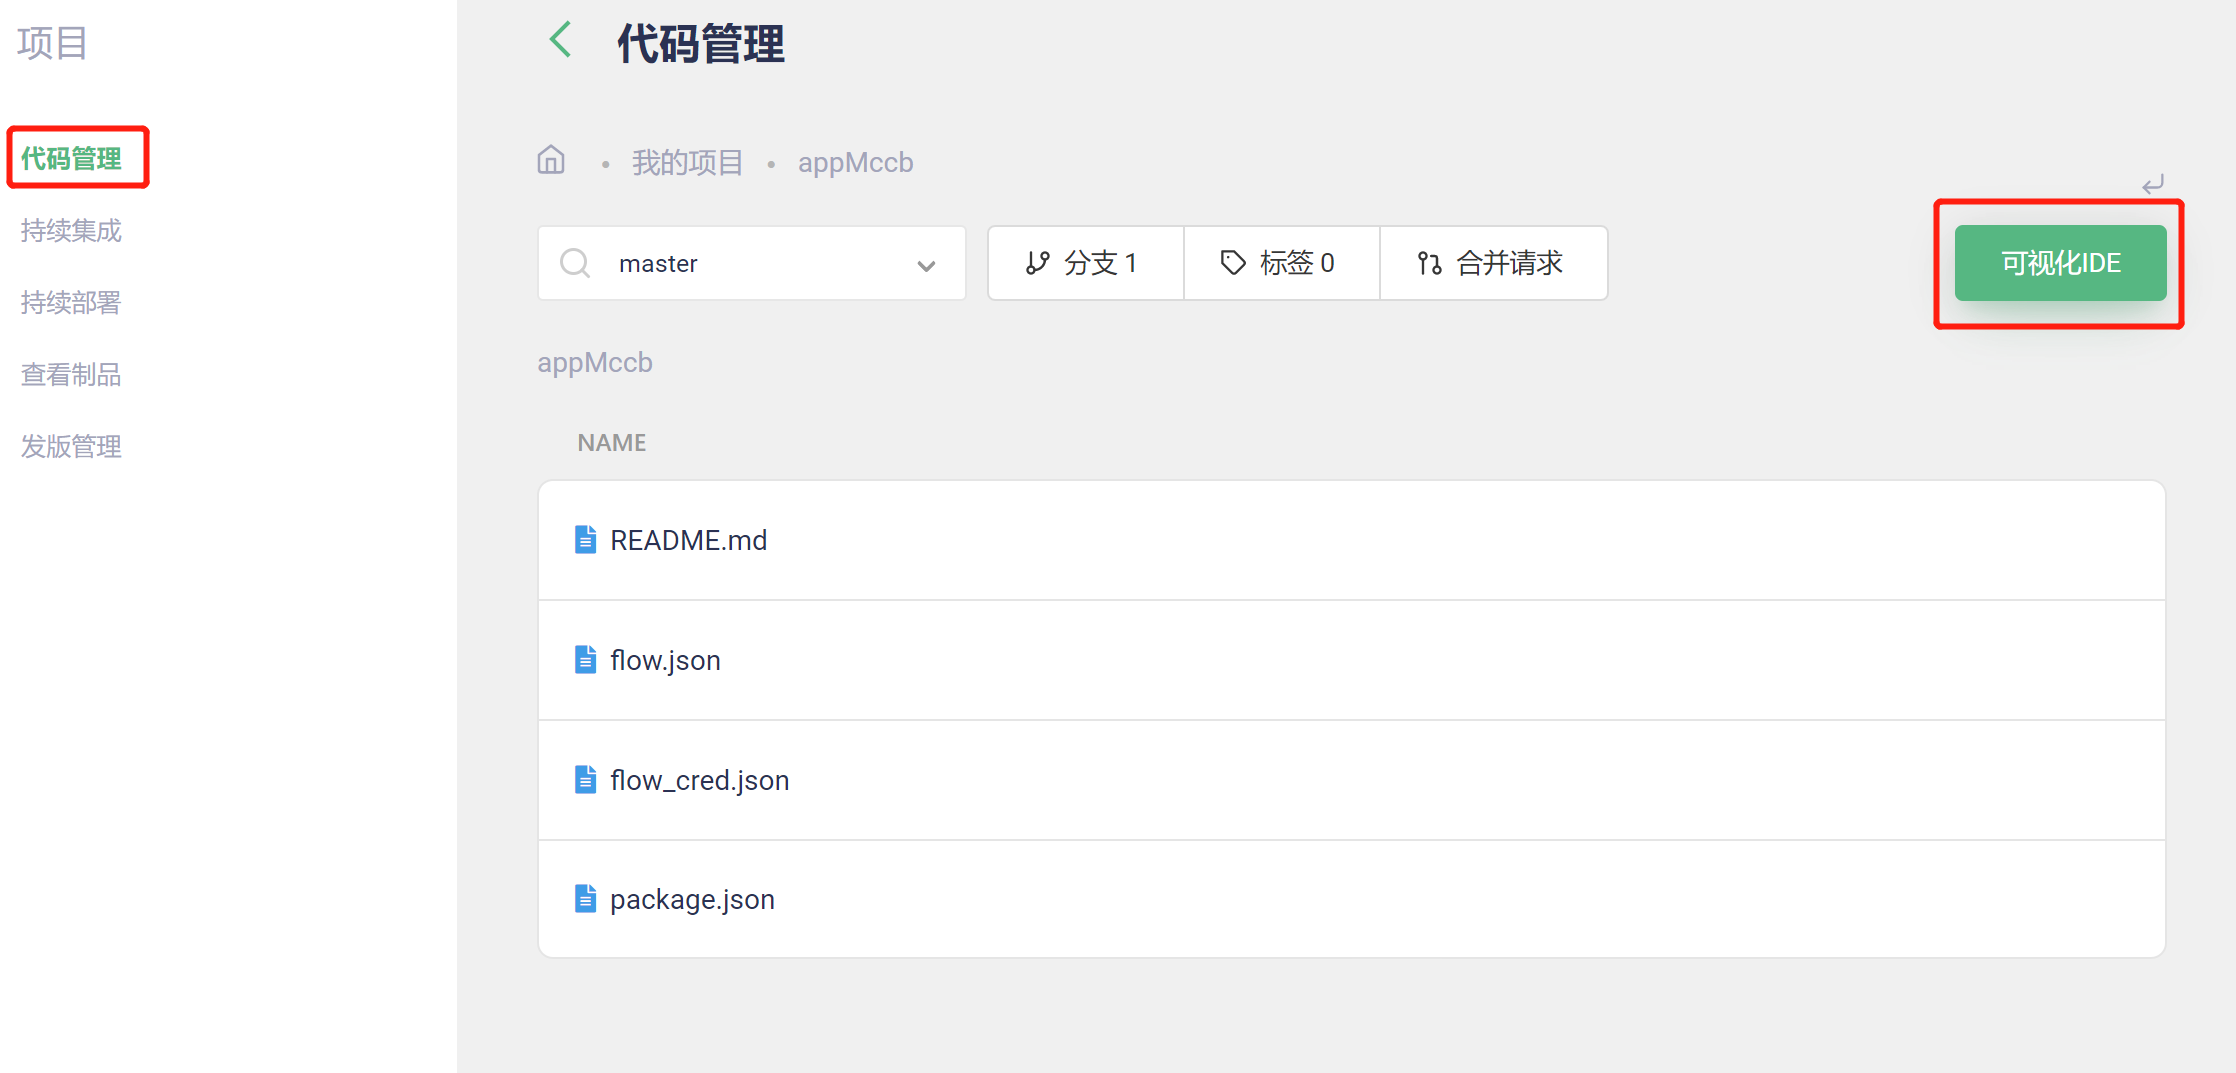 项目
代码管理
持续集成
持续部署
查看制品
发版管理
代码管理
我的项目 • appMccb
master
分支 1
标签 0
合并请求
可视化IDE
appMccb
NAME
README.md
flow.json
flow_cred.json
package.json